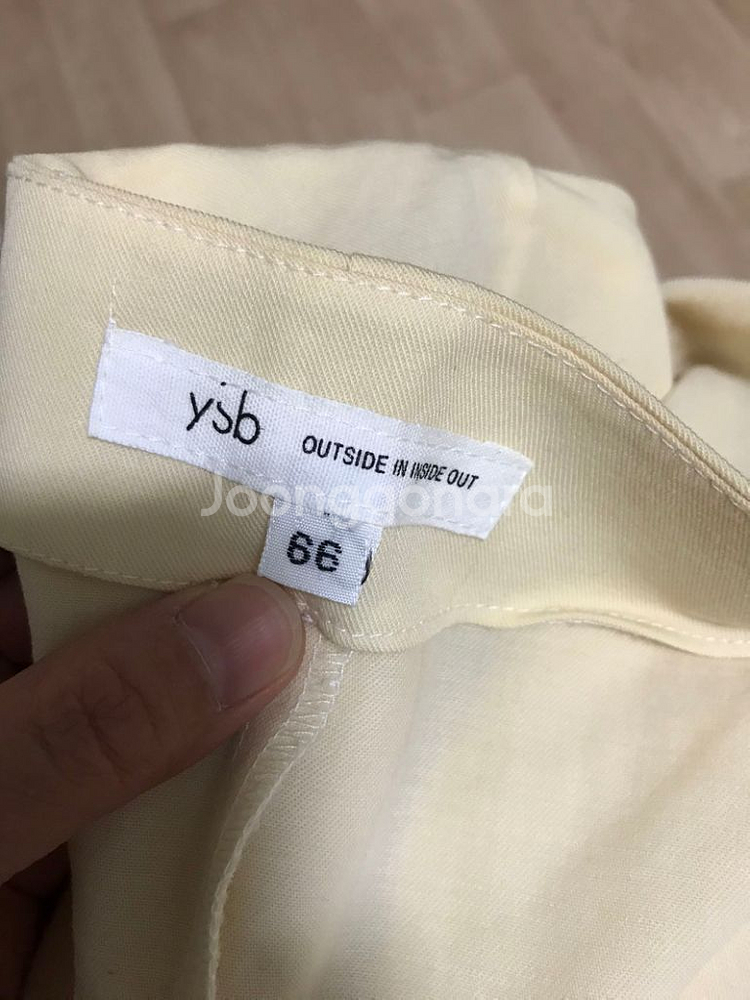 ysb OUTSIDE IN INSIDE OUT
Joonggonara
66